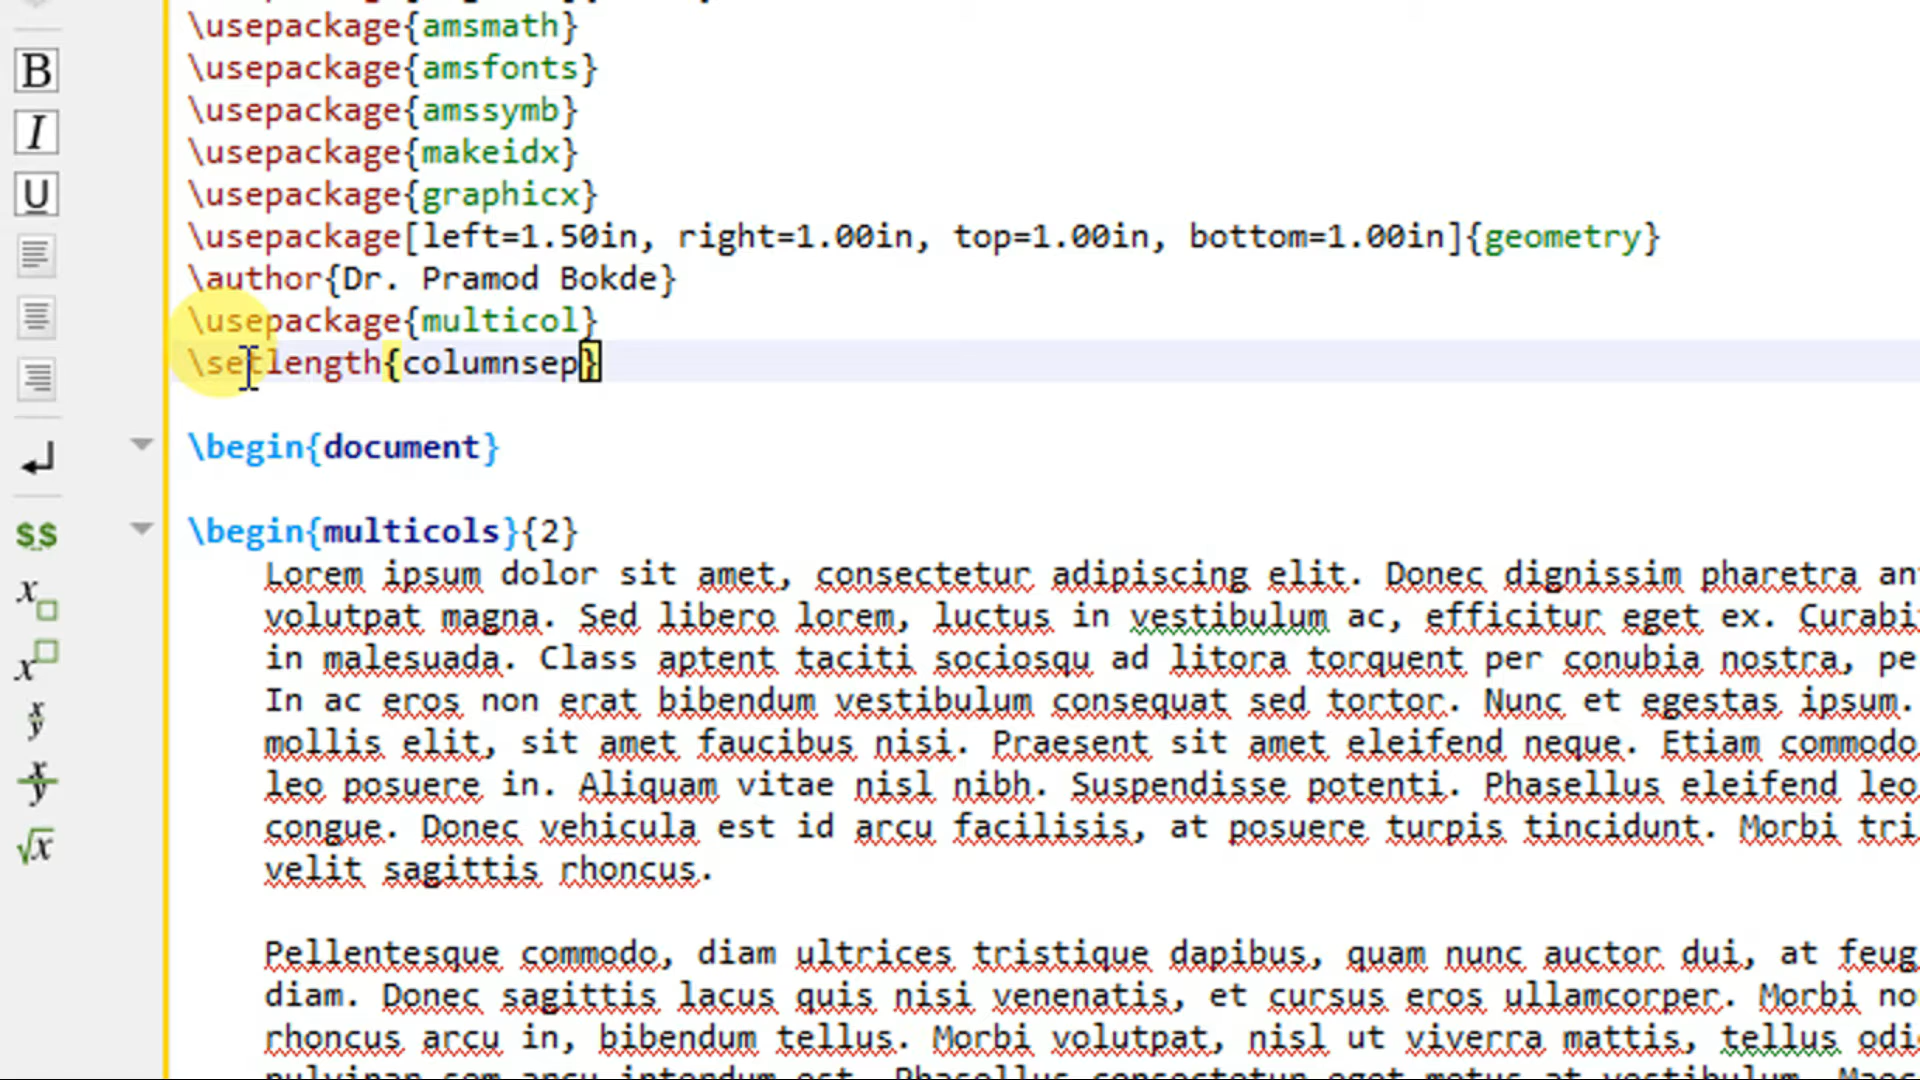 \usepackage{amsmath}
\usepackage{amsfonts}
\usepackage{amssymb}
\usepackage{makeidx}
\usepackage{graphicx}
\usepackage[left=1.50in, right=1.00in, top=1.00in, bottom=1.00in]{geometry}
\author{Dr. Pramod Bokde}
\usepackage{multicol}
\setlength{columnsep}
\begin{document}
\begin{multicols}{2}
Lorem ipsum dolor sit amet, consectetur adipiscing elit. Donec dignissim pharetra
volutpat magna. Sed libero lorem, luctus in vestibulum ac, efficitur eget ex.
in malesuada. Class aptent taciti sociosqu ad litora torquent per conubia nostra,
In ac eros non erat bibendum vestibulum consequat sed tortor. Nunc et egestas ipsum.
mollis elit, sit amet faucibus nisi. Praesent sit amet eleifend neque. Etiam commodo
leo posuere in. Aliquam vitae nisl nibh. Suspendisse potenti. Phasellus eleifend leo
congue. Donec vehicula est id arcu facilisis, at posuere turpis tincidunt. Morbi
velit sagittis rhoncus.
Pellentesque commodo, diam ultrices tristique dapibus, quam nunc auctor dui, at
diam. Donec sagittis lacus quis nisi venenatis, et cursus eros ullamcorper. Morbi
rhoncus arcu in, bibendum tellus. Morbi volutpat, nisl ut viverra mattis, tellus
B
I
U
$$
x
x
x
y
x
y
√x